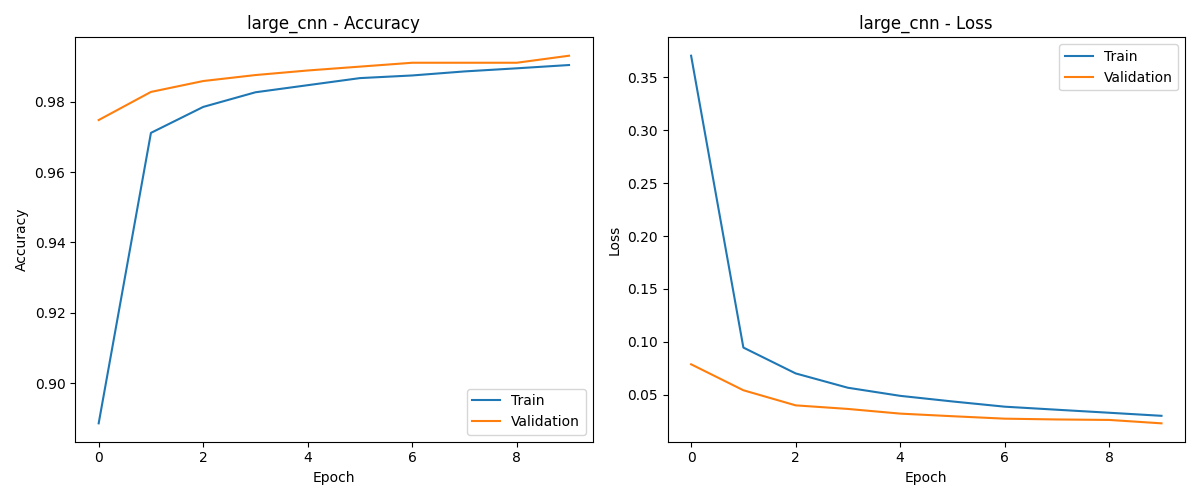 large_cnn - Accuracy
0.98
0.96
0.94
0.92
0.90
Accuracy
Train
Validation
0 2 4 6 8
Epoch
large_cnn - Loss
0.35
0.30
0.25
0.20
0.15
0.10
0.05
Loss
Train
Validation
0 2 4 6 8
Epoch